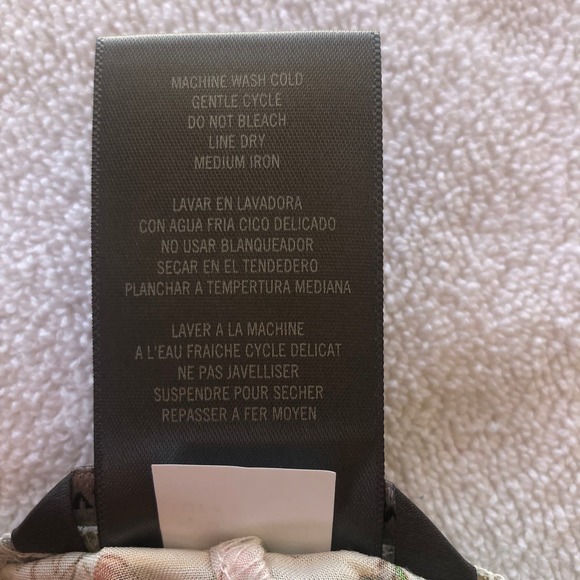 MACHINE WASH COLD
GENTLE CYCLE
DO NOT BLEACH
LINE DRY
MEDIUM IRON
LAVAR EN LAVADORA
CON AGUA FRIA CICO DELICADO
NO USAR BLANQUEADOR
SECAR EN EL TENDEDERO
PLANCHAR A TEMPERTURA MEDIANA
LAVER A LA MACHINE
A L'EAU FRAICHE CYCLE DELICAT
NE PAS JAVELLISER
SUSPENDRE POUR SECHER
REPASSER A FER MOYEN